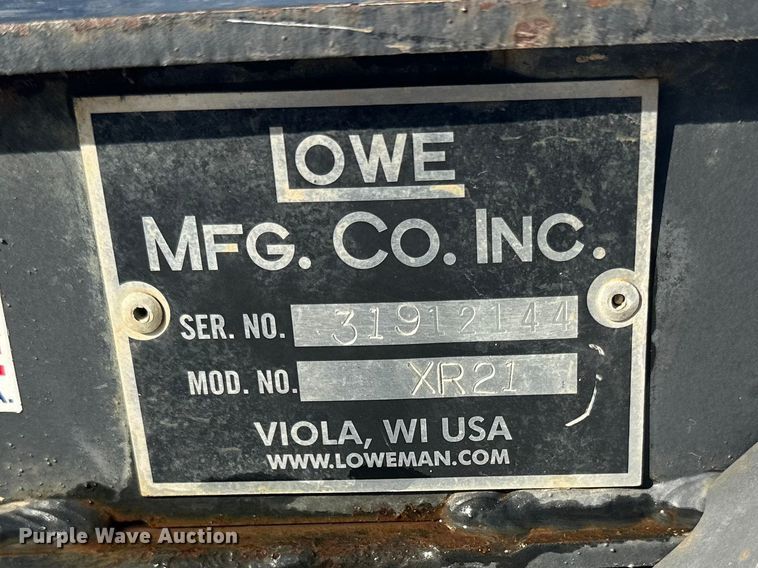 LOWE
MFG. CO. INC.
SER. NO. 31912144
MOD. NO. XR21
VIOLA, WI USA
WWW.LOWEMAN.COM
Purple Wave Auction